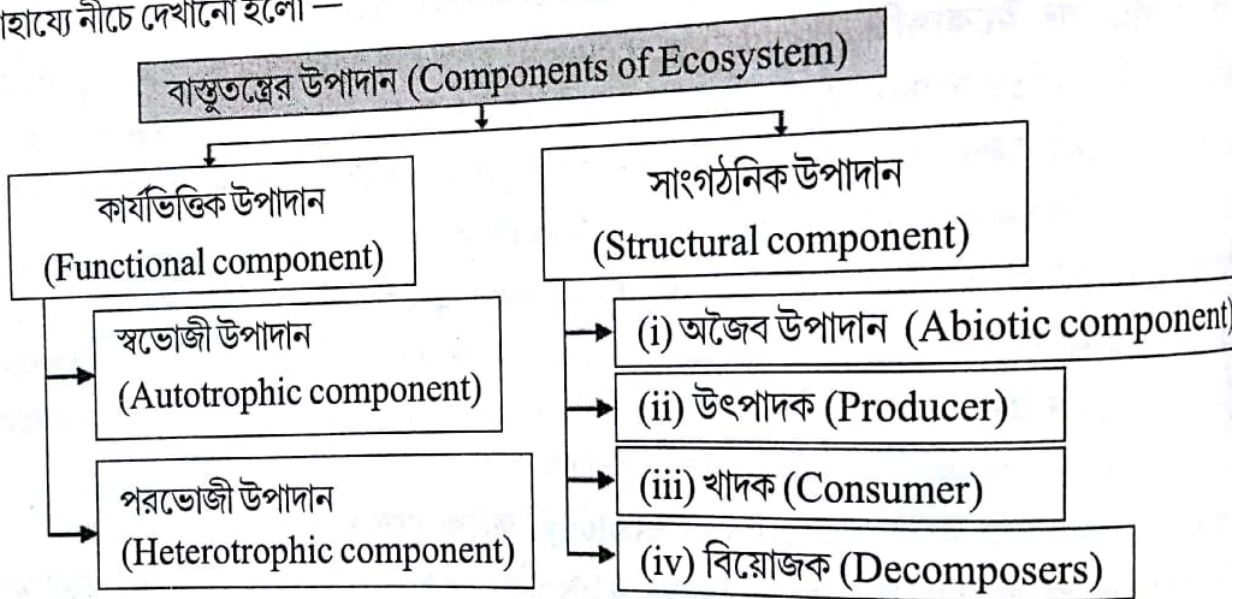 নীচে দেখানো হলো —
বাস্তুতন্ত্রের উপাদান (Components of Ecosystem)
কার্যভিত্তিক উপাদান
(Functional component)
স্বভোজী উপাদান
(Autotrophic component)
পরভোজী উপাদান
(Heterotrophic component)
সাংগঠনিক উপাদান
(Structural component)
(i) অজৈব উপাদান (Abiotic component)
(ii) উৎপাদক (Producer)
(iii) খাদক (Consumer)
(iv) বিয়োজক (Decomposers)